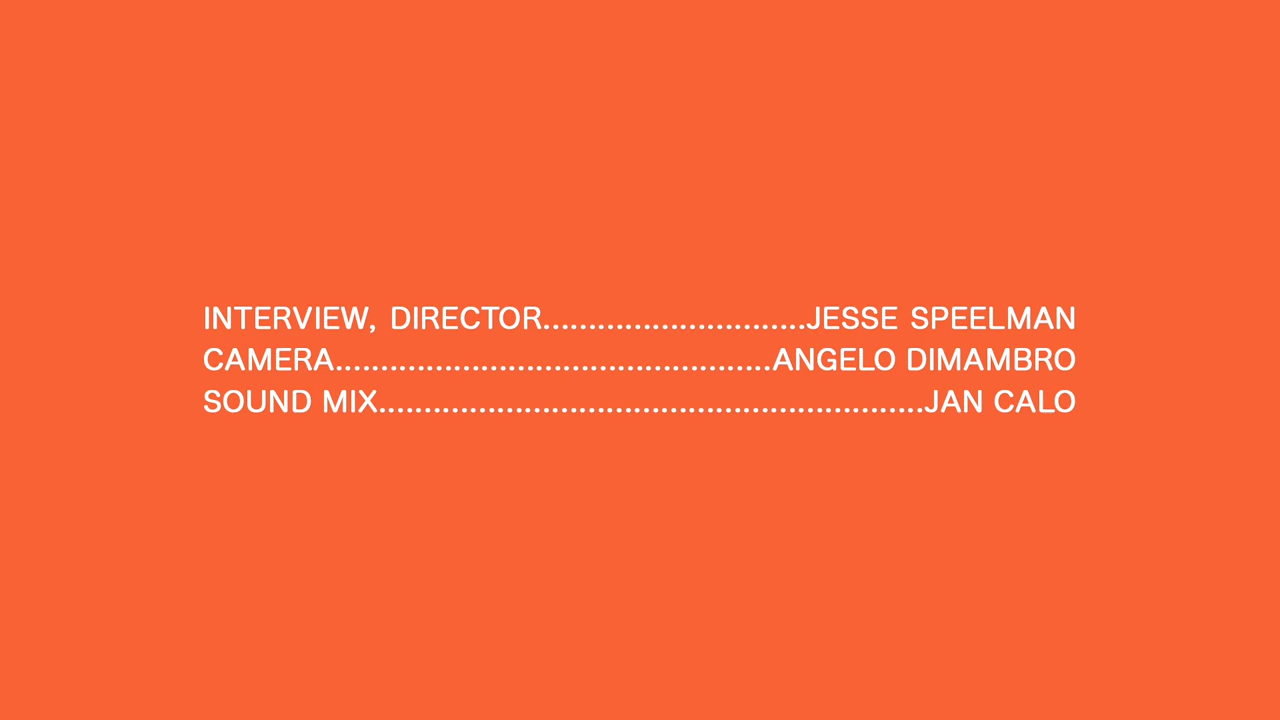 INTERVIEW, DIRECTOR.............................JESSE SPEELMAN
CAMERA................................................ANGELO DIMAMBRO
SOUND MIX............................................................JAN CALO